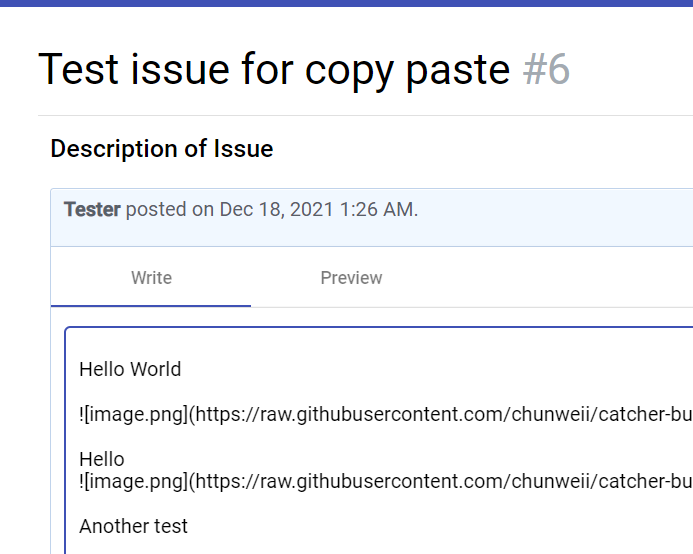 Test issue for copy paste #6
Description of Issue
Tester posted on Dec 18, 2021 1:26 AM.
Write Preview
Hello World
![image.png](https://raw.githubusercontent.com/chunweii/catcher-bu
Hello
![image.png](https://raw.githubusercontent.com/chunweii/catcher-bu
Another test